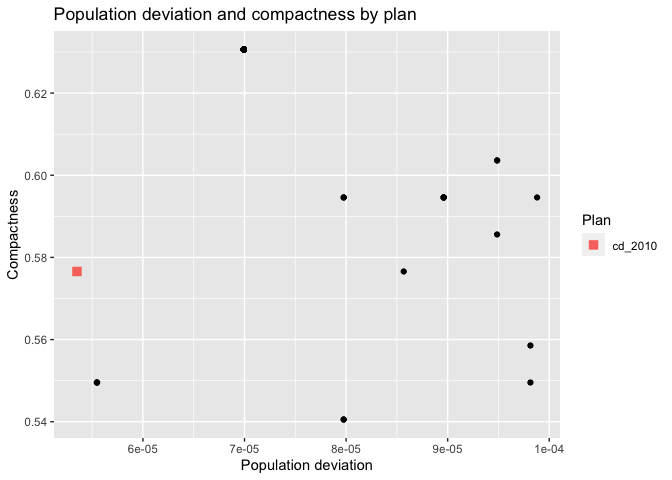 Population deviation and compactness by plan
0.62
0.60
0.58
0.56
0.54
Compactness
6e-05 7e-05 8e-05 9e-05 1e-04
Population deviation
Plan
cd_2010